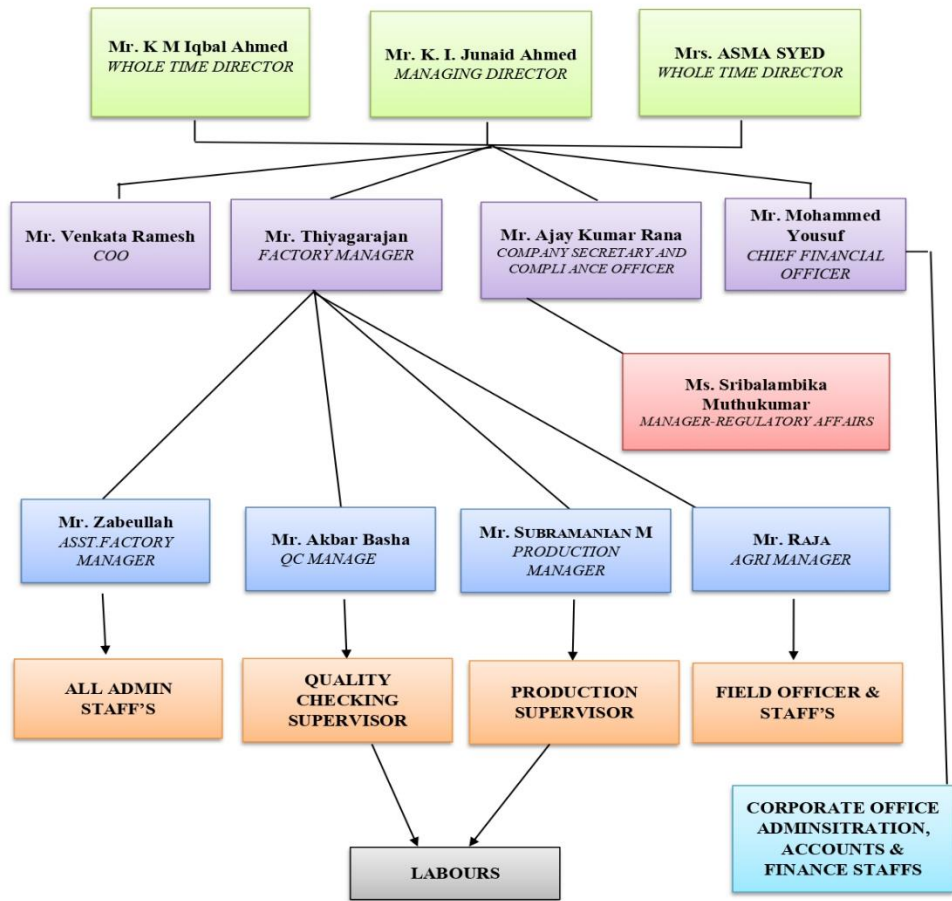 Mr. K M Iqbal Ahmed
WHOLE TIME DIRECTOR
Mr. K. I. Junaid Ahmed
MANAGING DIRECTOR
Mrs. ASMA SYED
WHOLE TIME DIRECTOR
Mr. Venkata Ramesh
COO
Mr. Thiyagarajan
FACTORY MANAGER
Mr. Ajay Kumar Rana
COMPANY SECRETARY AND
COMPLI ANCE OFFICER
Mr. Mohammed
Yousuf
CHIEF FINANCIAL
OFFICER
Ms. Sribalambika
Muthukumar
MANAGER-REGULATORY AFFAIRS
Mr. Zabeullah
ASST.FACTORY
MANAGER
Mr. Akbar Basha
QC MANAGE
Mr. SUBRAMANIAN M
PRODUCTION
MANAGER
Mr. RAJA
AGRI MANAGER
ALL ADMIN
STAFF’S
QUALITY
CHECKING
SUPERVISOR
PRODUCTION
SUPERVISOR
FIELD OFFICER &
STAFF’S
LABOURS
CORPORATE OFFICE
ADMINSITRATION,
ACCOUNTS &
FINANCE STAFFS